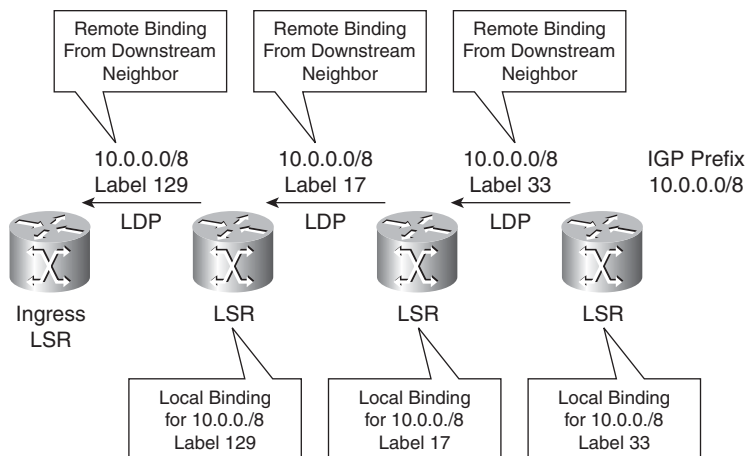 Remote Binding
From Downstream
Neighbor
Remote Binding
From Downstream
Neighbor
Remote Binding
From Downstream
Neighbor
10.0.0.0/8
Label 129
10.0.0.0/8
Label 17
10.0.0.0/8
Label 33
IGP Prefix
10.0.0.0/8
LDP
LDP
LDP
Ingress
LSR
LSR
LSR
LSR
Local Binding
for 10.0.0./8
Label 129
Local Binding
for 10.0.0./8
Label 17
Local Binding
for 10.0.0./8
Label 33